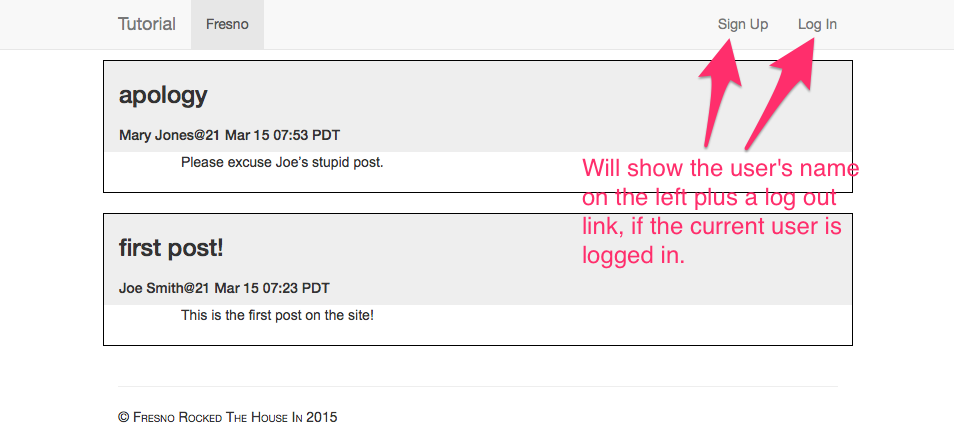 Tutorial Fresno Sign Up Log In
apology
Mary Jones@21 Mar 15 07:53 PDT
Please excuse Joe’s stupid post.
Will show the user's name
on the left plus a log out
link, if the current user is
logged in.
first post!
Joe Smith@21 Mar 15 07:23 PDT
This is the first post on the site!
© Fresno Rocked The House In 2015